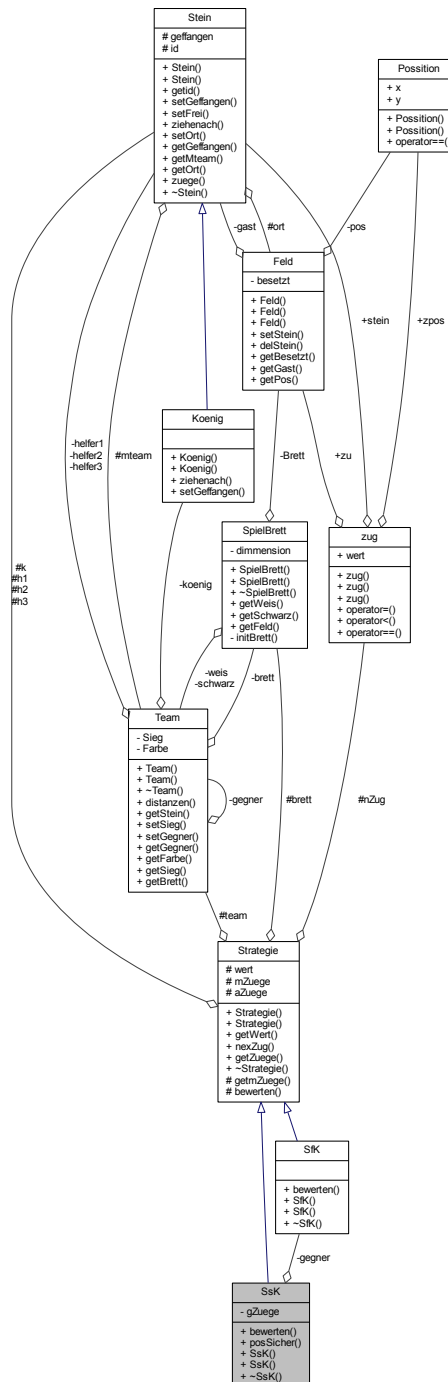 Stein
# geffangen
# id
+ Stein()
+ Stein()
+ getid()
+ setGeffangen()
+ setFrei()
+ ziehenach()
+ setOrt()
+ getGeffangen()
+ getMteam()
+ getOrt()
+ zuege()
+ ~Stein()
Possition
+ x
+ y
+ Possition()
+ Possition()
+ operator==()
-gast
#ort
-pos
Feld
- besetzt
+ Feld()
+ Feld()
+ Feld()
+ setStein()
+ delStein()
+ getBesetzt()
+ getGast()
+ getPos()
+stein
+zpos
Koenig
+ Koenig()
+ Koenig()
+ ziehenach()
+ setGeffangen()
-helfer1
-helfer2
-helfer3
#mteam
-Brett
+zu
SpielBrett
- dimmension
+ SpielBrett()
+ SpielBrett()
+ ~SpielBrett()
+ getWeis()
+ getSchwarz()
+ getFeld()
- initBrett()
zug
+ wert
+ zug()
+ zug()
+ zug()
+ operator=()
+ operator<()
+ operator==()
#k
#h1
#h2
#h3
-koenig
-weis
-schwarz
-brett
Team
- Sieg
- Farbe
+ Team()
+ Team()
+ ~Team()
+ distanzen()
+ getStein()
+ setSieg()
+ setGegner()
+ getGegner()
+ getFarbe()
+ getSieg()
+ getBrett()
-gegner
#brett
#nZug
#team
Strategie
# wert
# mZuege
# aZuege
+ Strategie()
+ Strategie()
+ getWert()
+ nexZug()
+ getZuege()
+ ~Strategie()
# getmZuege()
# bewerten()
SfK
+ bewerten()
+ SfK()
+ SfK()
+ ~SfK()
-gegner
SsK
- gZuege
+ bewerten()
+ posSicher()
+ SsK()
+ SsK()
+ ~SsK()